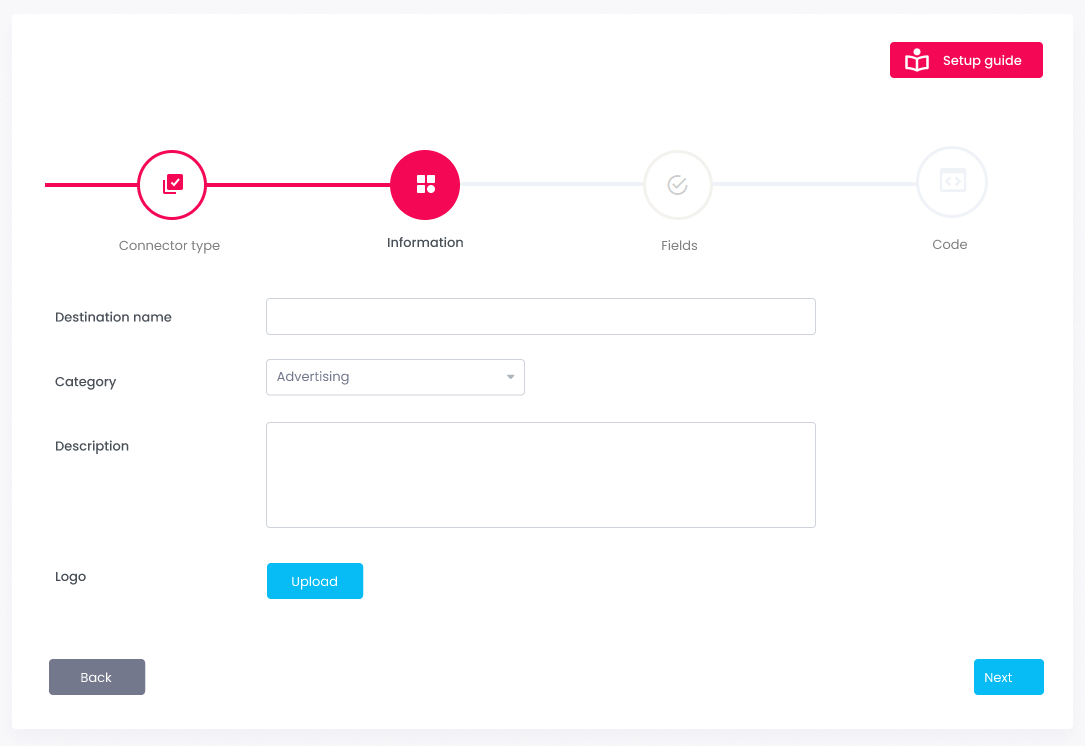 Setup guide
Connector type
Information
Fields
Code
Destination name
Category
Advertising
Description
Logo
Upload
Back
Next